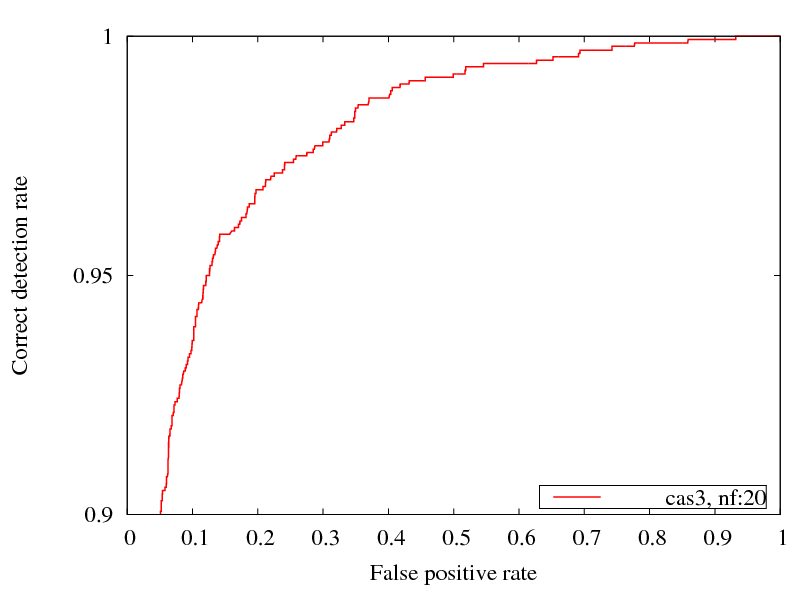 1
0.95
0.9
Correct detection rate
cas3, nf:20
0 0.1 0.2 0.3 0.4 0.5 0.6 0.7 0.8 0.9 1
False positive rate